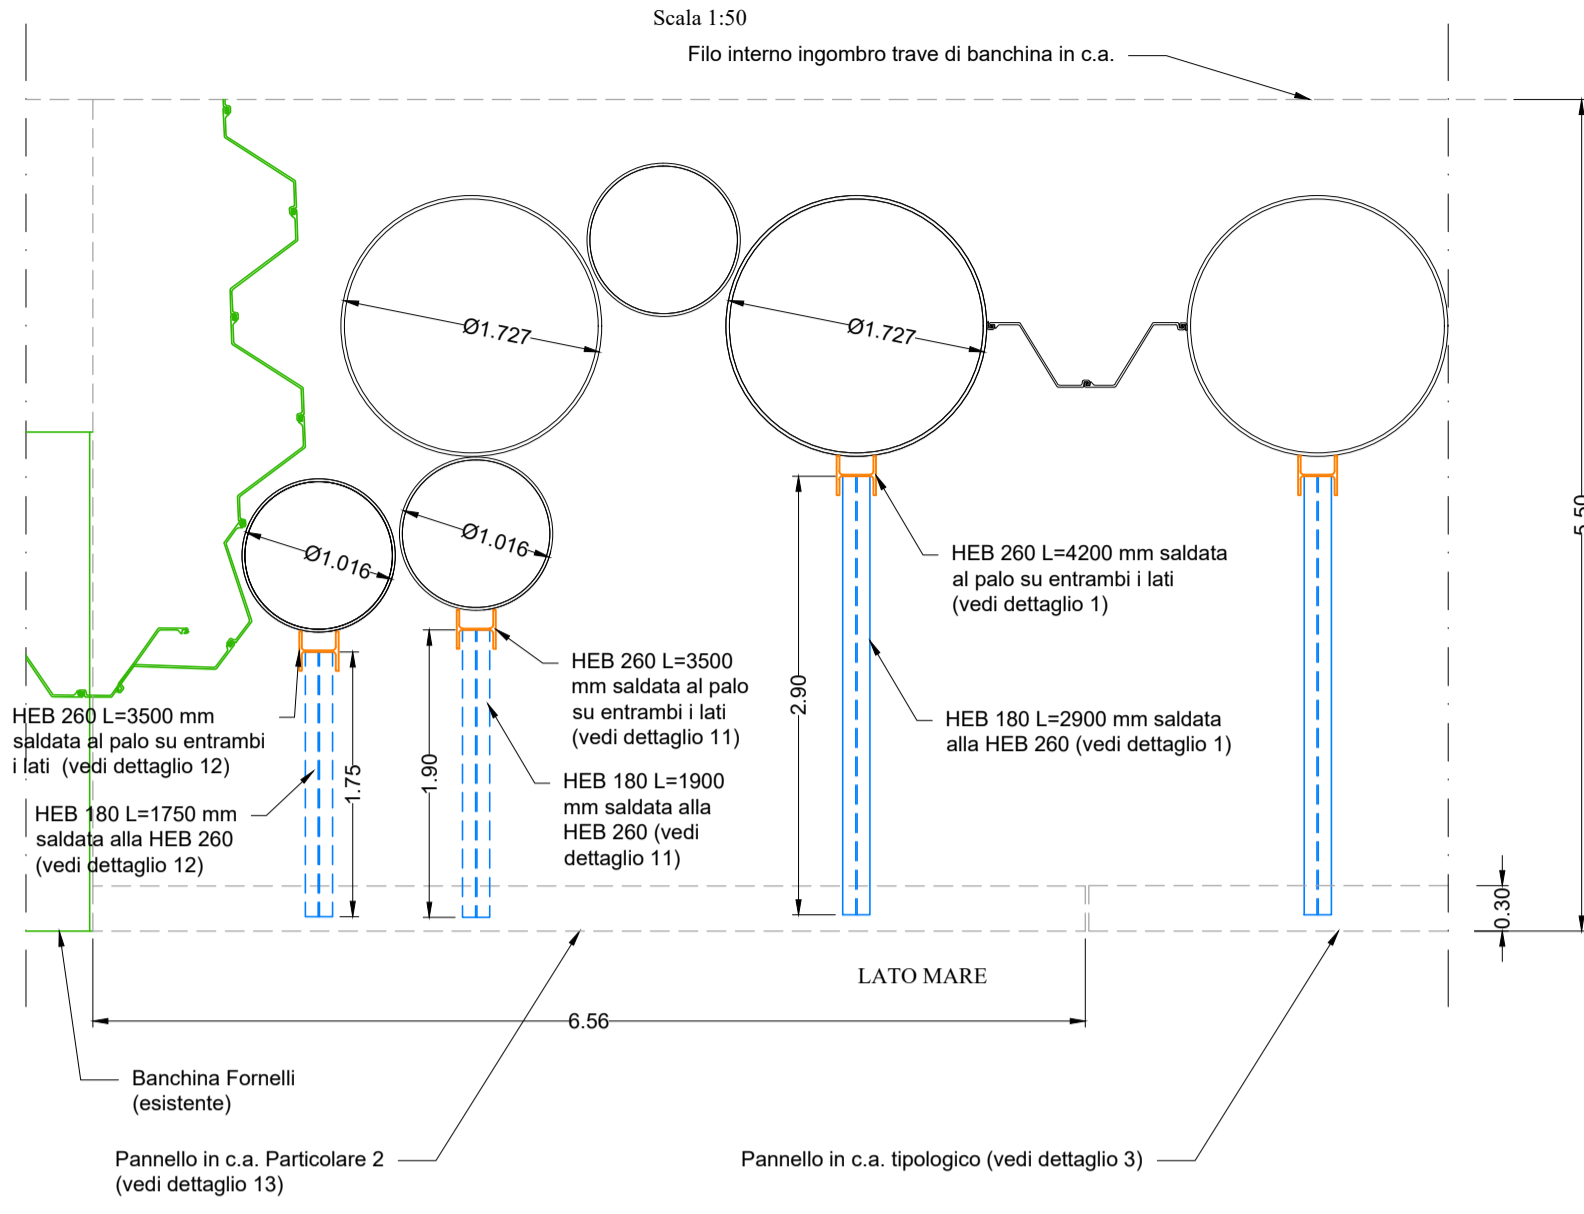 Scala 1:50
Filo interno ingombro trave di banchina in c.a.
Ø1.727
Ø1.727
Ø1.016
Ø1.016
5.50
HEB 260 L=4200 mm saldata
al palo su entrambi i lati
(vedi dettaglio 1)
HEB 260 L=3500
mm saldata al palo
su entrambi i lati
(vedi dettaglio 11)
2.90
HEB 180 L=2900 mm saldata
alla HEB 260 (vedi dettaglio 1)
HEB 260 L=3500 mm
saldata al palo su entrambi
i lati (vedi dettaglio 12)
1.75
1.90
HEB 180 L=1900
mm saldata alla
HEB 260 (vedi
dettaglio 11)
HEB 180 L=1750 mm
saldata alla HEB 260
(vedi dettaglio 12)
0.30
LATO MARE
6.56
Banchina Fornelli
(esistente)
Pannello in c.a. Particolare 2
(vedi dettaglio 13)
Pannello in c.a. tipologico (vedi dettaglio 3)